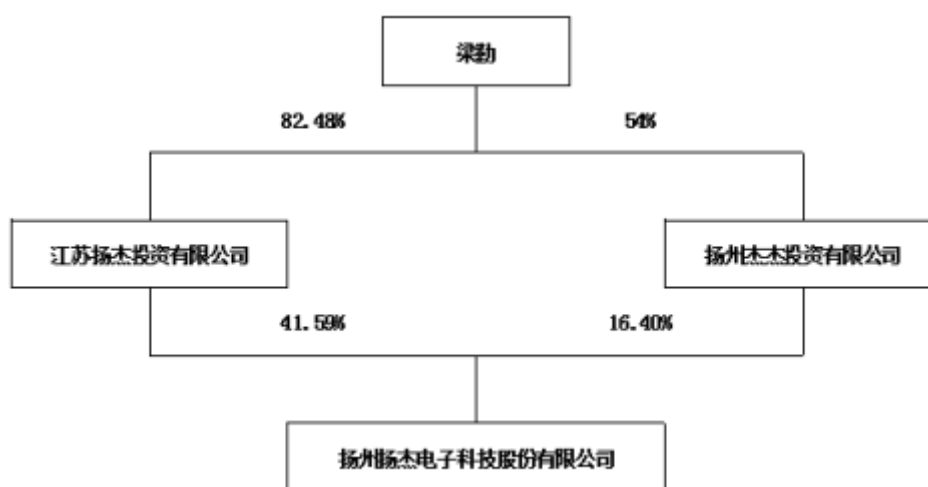 梁勤
82.48%
54%
江苏扬杰投资有限公司
扬州杰杰投资有限公司
41.59%
16.40%
扬州扬杰电子科技股份有限公司